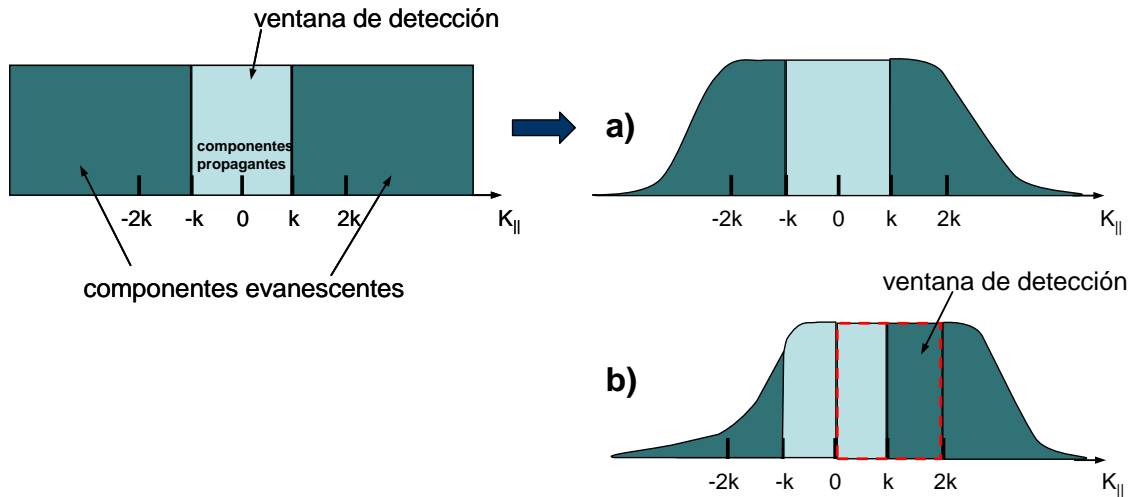 ventana de detección
componentes
propagantes
-2k -k 0 k 2k K||
componentes evanescentes
a)
-2k -k 0 k 2k K||
ventana de detección
b)
-2k -k 0 k 2k K||